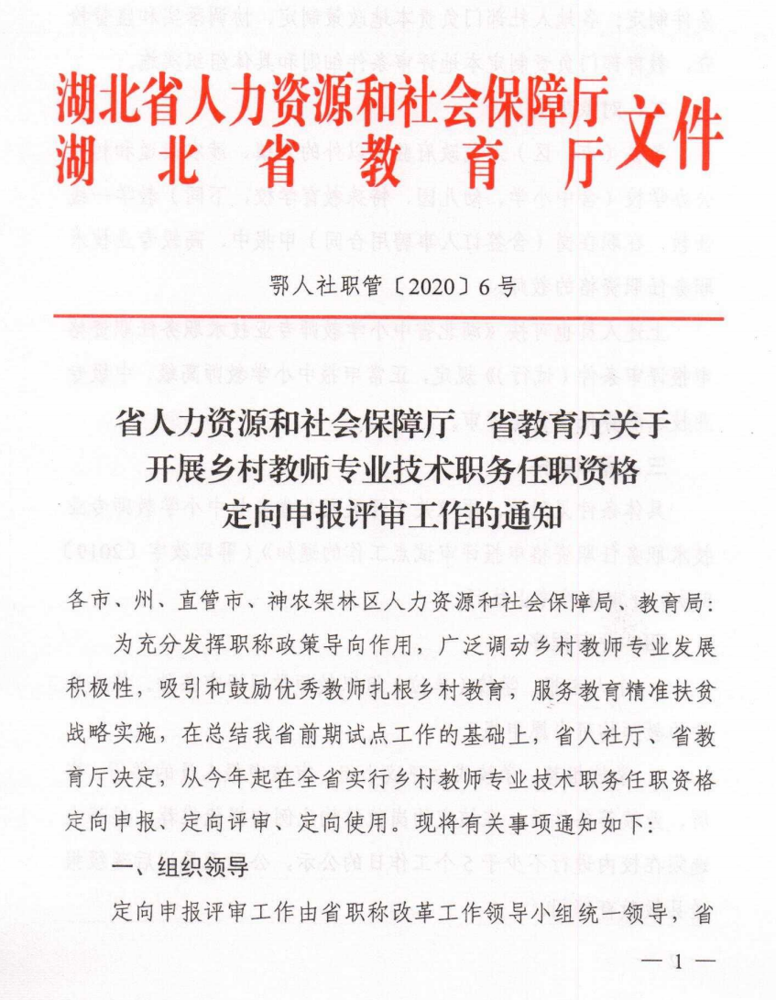 湖北省人力资源和社会保障厅
湖北省教育厅
文件
鄂人社职管〔2020〕6号
省人力资源和社会保障厅 省教育厅关于
开展乡村教师专业技术职务任职资格
定向申报评审工作的通知
各市、州、直管市、神农架林区人力资源和社会保障局、教育局：
为充分发挥职称政策导向作用，广泛调动乡村教师专业发展
积极性，吸引和鼓励优秀教师扎根乡村教育，服务教育精准扶贫
战略实施，在总结我省前期试点工作的基础上，省人社厅、省教
育厅决定，从今年起在全省实行乡村教师专业技术职务任职资格
定向申报、定向评审、定向使用。现将有关事项通知如下：
一、组织领导
定向申报评审工作由省职称改革工作领导小组统一领导，省
— 1 —